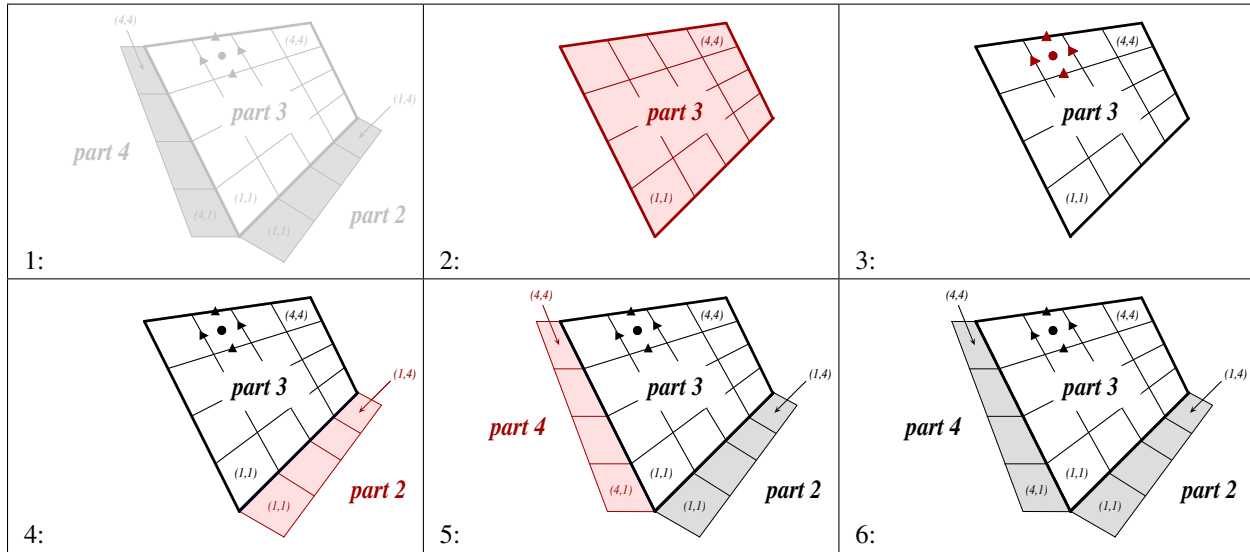 (4,4)
(4,4)
(1,4)
part 3
part 4
(1,1)
(4,1)
part 2
(1,1)
1:
(4,4)
part 3
(1,1)
2:
(4,4)
part 3
(1,1)
3:
(4,4)
(1,4)
part 3
(1,1)
part 2
(1,1)
4:
(4,4)
(4,4)
(1,4)
part 3
part 4
(1,1)
(4,1)
part 2
(1,1)
5:
(4,4)
(4,4)
(1,4)
part 3
part 4
(1,1)
(4,1)
part 2
(1,1)
6: